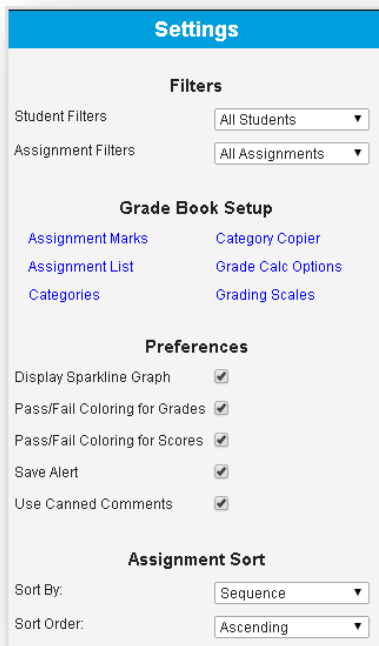 Settings
Filters
Student Filters All Students
Assignment Filters All Assignments
Grade Book Setup
Assignment Marks Category Copier
Assignment List Grade Calc Options
Categories Grading Scales
Preferences
Display Sparkline Graph
Pass/Fail Coloring for Grades
Pass/Fail Coloring for Scores
Save Alert
Use Canned Comments
Assignment Sort
Sort By: Sequence
Sort Order: Ascending